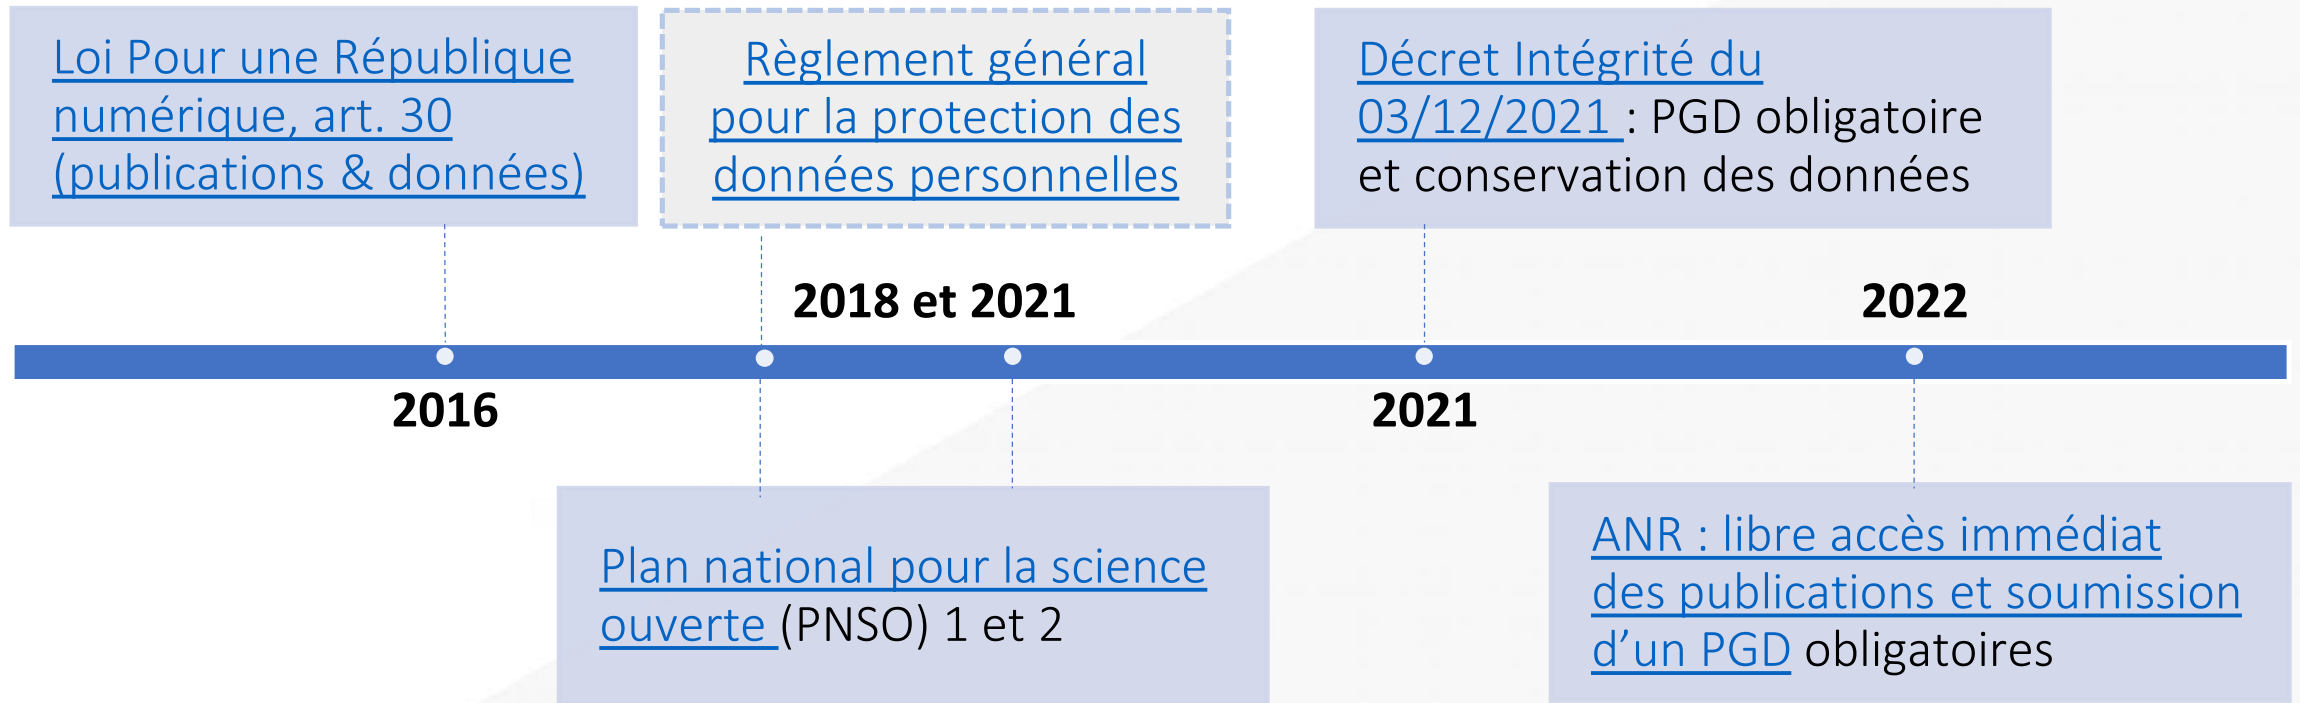 Loi Pour une République
numérique, art. 30
(publications & données)
Règlement général
pour la protection des
données personnelles
Décret Intégrité du
03/12/2021 : PGD obligatoire
et conservation des données
2018 et 2021
2022
2016
2021
Plan national pour la science
ouverte (PNSO) 1 et 2
ANR : libre accès immédiat
des publications et soumission
d’un PGD obligatoires